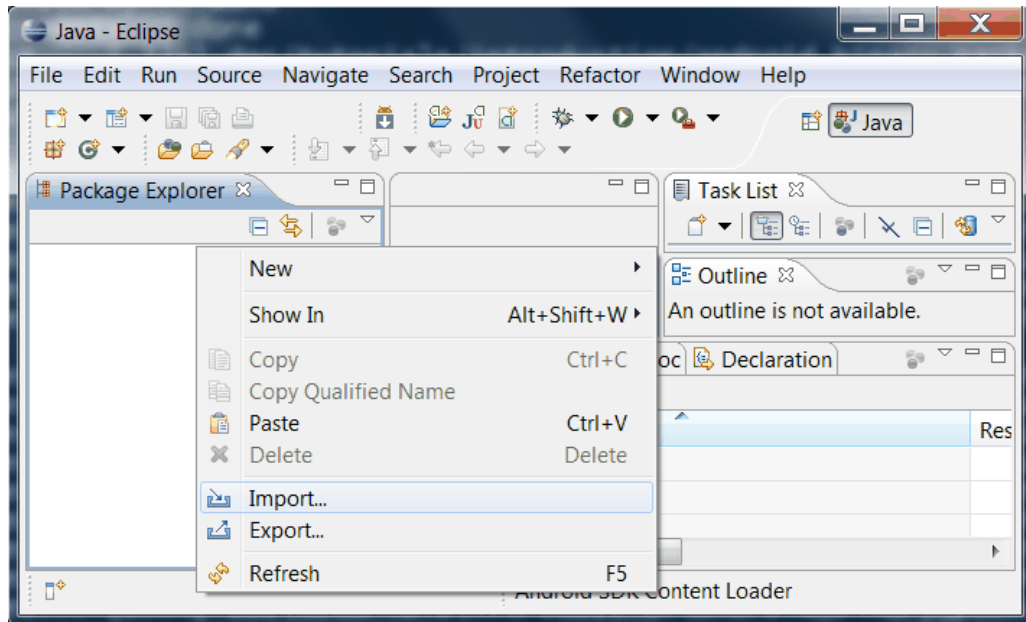 Java - Eclipse
File Edit Run Source Navigate Search Project Refactor Window Help
Java
Package Explorer
Task List
New
Outline
Show In Alt+Shift+W
An outline is not available.
Copy Ctrl+C
oc Declaration
Copy Qualified Name
Paste Ctrl+V
Res
Delete Delete
Import...
Export...
Refresh F5
Android SDK Content Loader